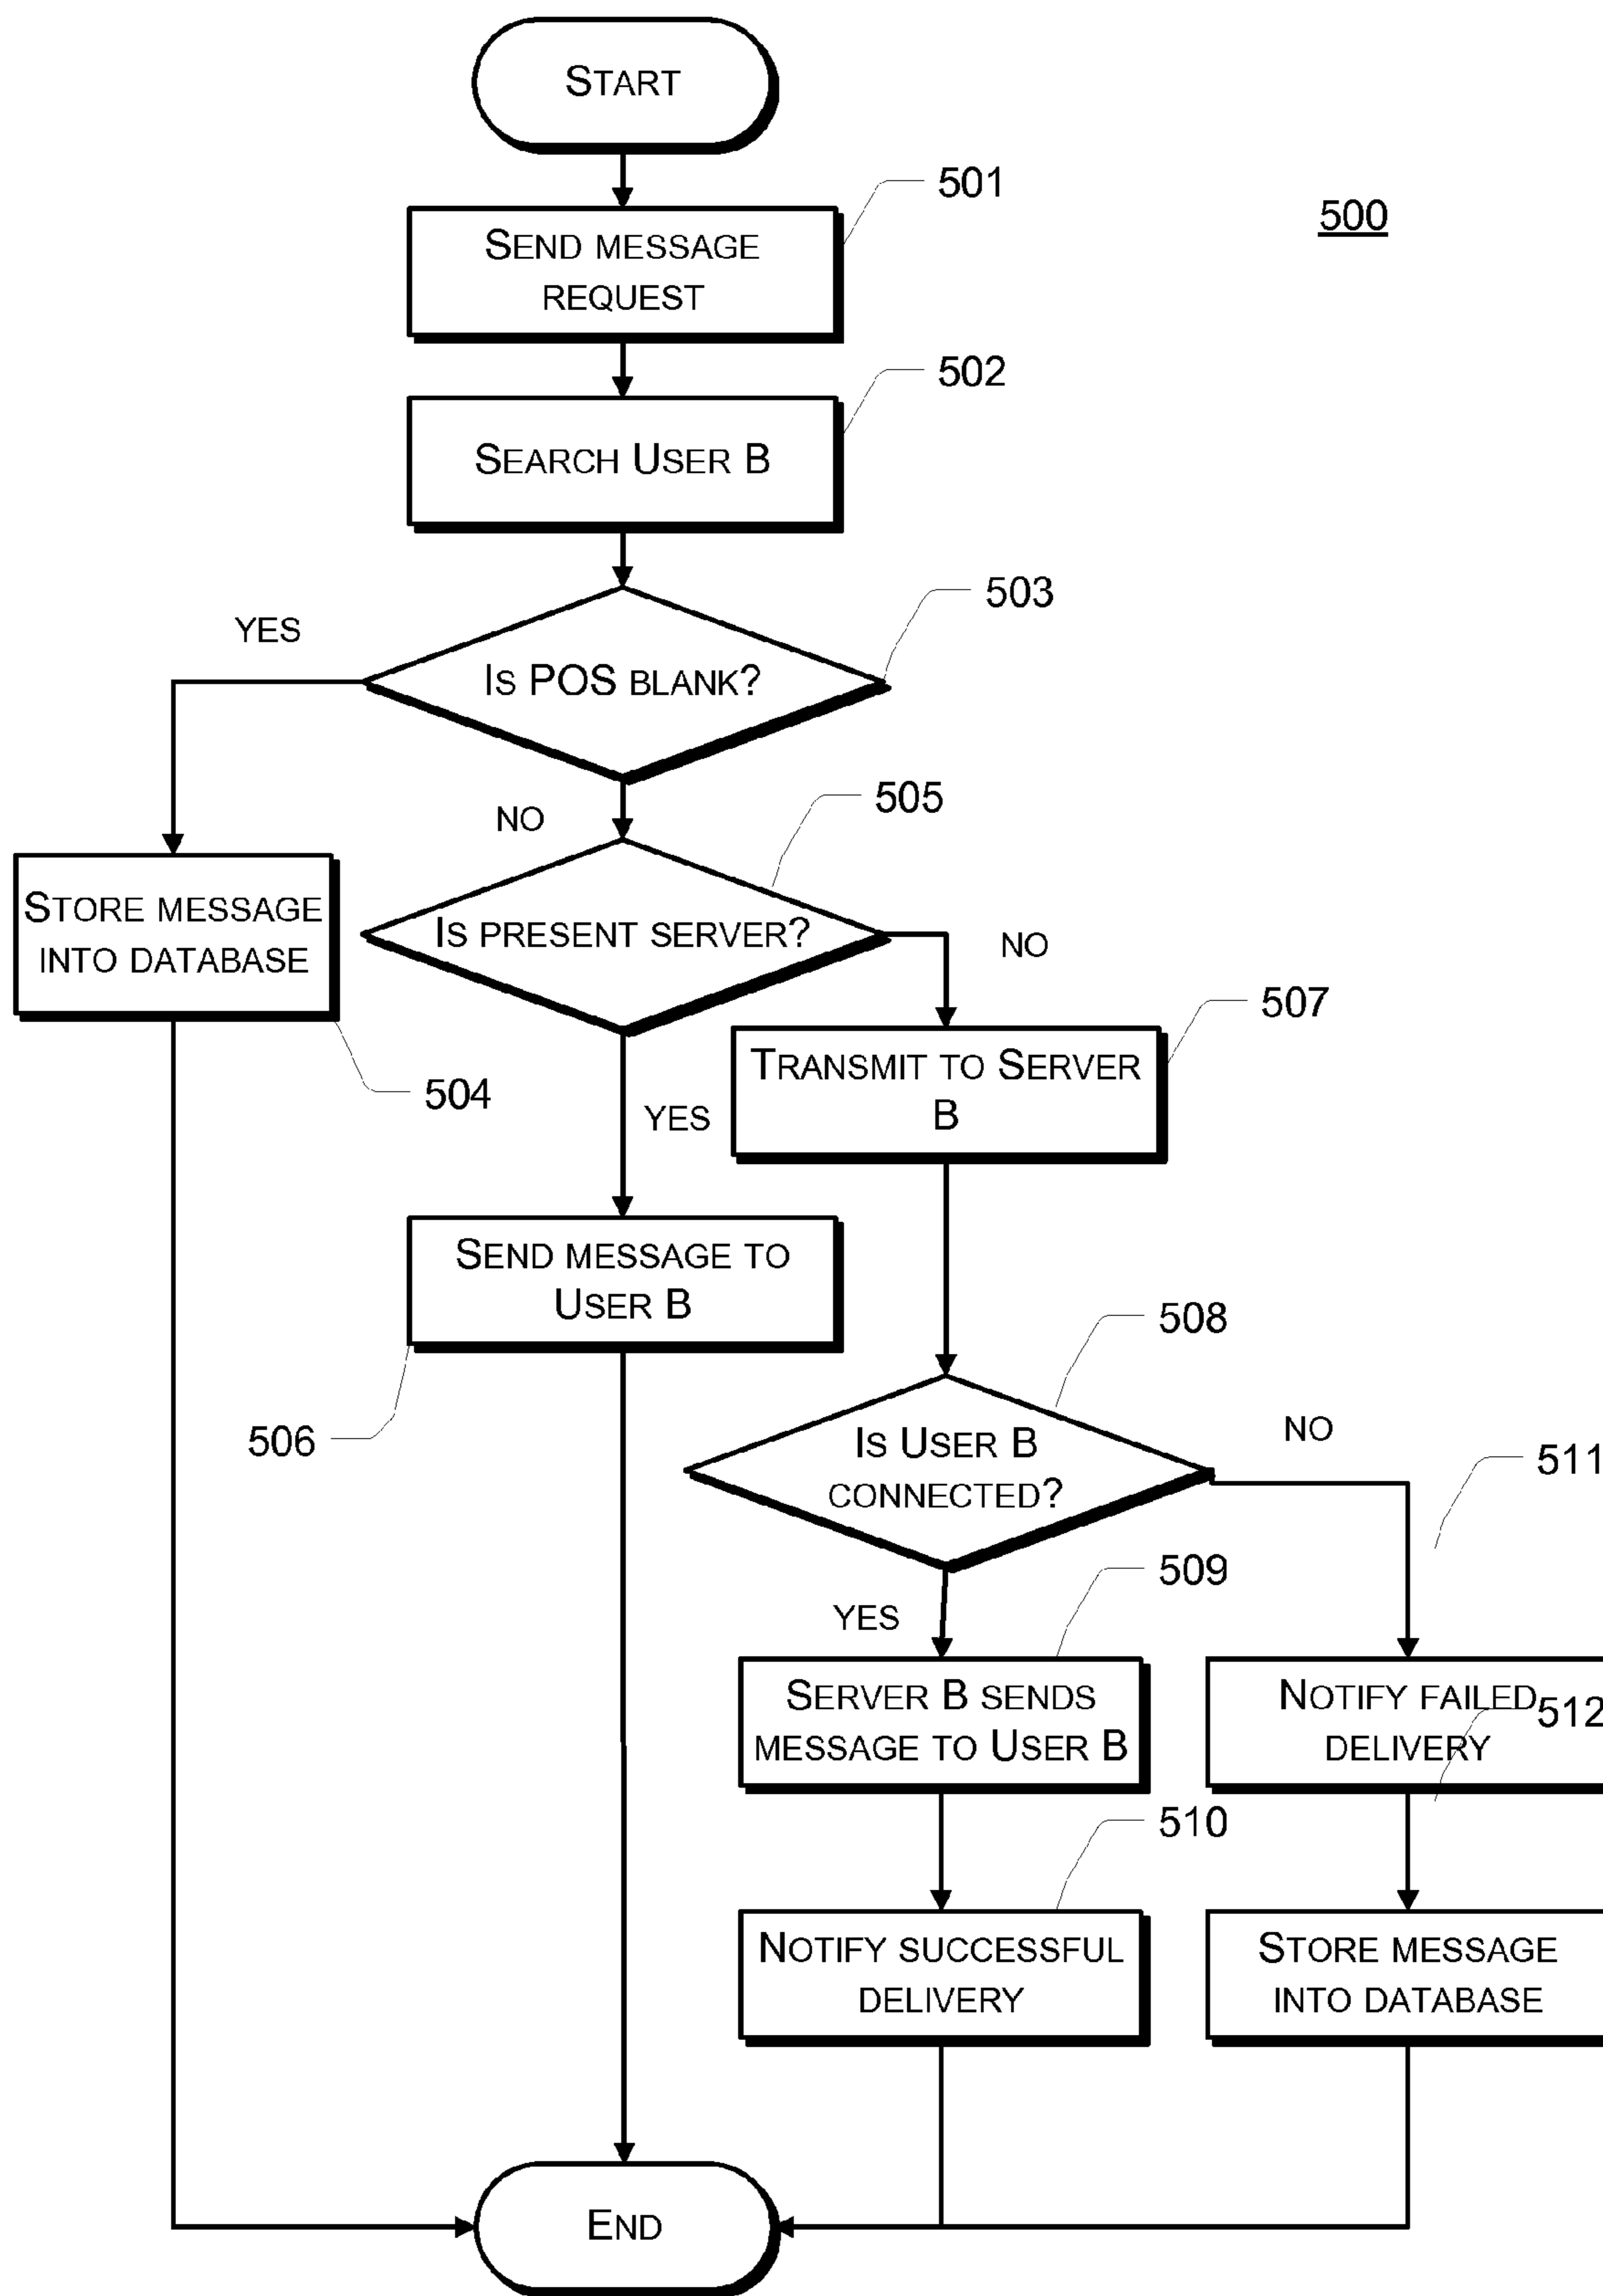 START
501
500
SEND MESSAGE
REQUEST
502
SEARCH USER B
503
YES
IS POS BLANK?
505
NO
STORE MESSAGE
INTO DATABASE
IS PRESENT SERVER?
NO
507
504
TRANSMIT TO SERVER
B
YES
SEND MESSAGE TO
USER B
508
506
IS USER B
CONNECTED?
NO
511
509
YES
SERVER B SENDS
MESSAGE TO USER B
NOTIFY FAILED
DELIVERY
512
510
NOTIFY SUCCESSFUL
DELIVERY
STORE MESSAGE
INTO DATABASE
END